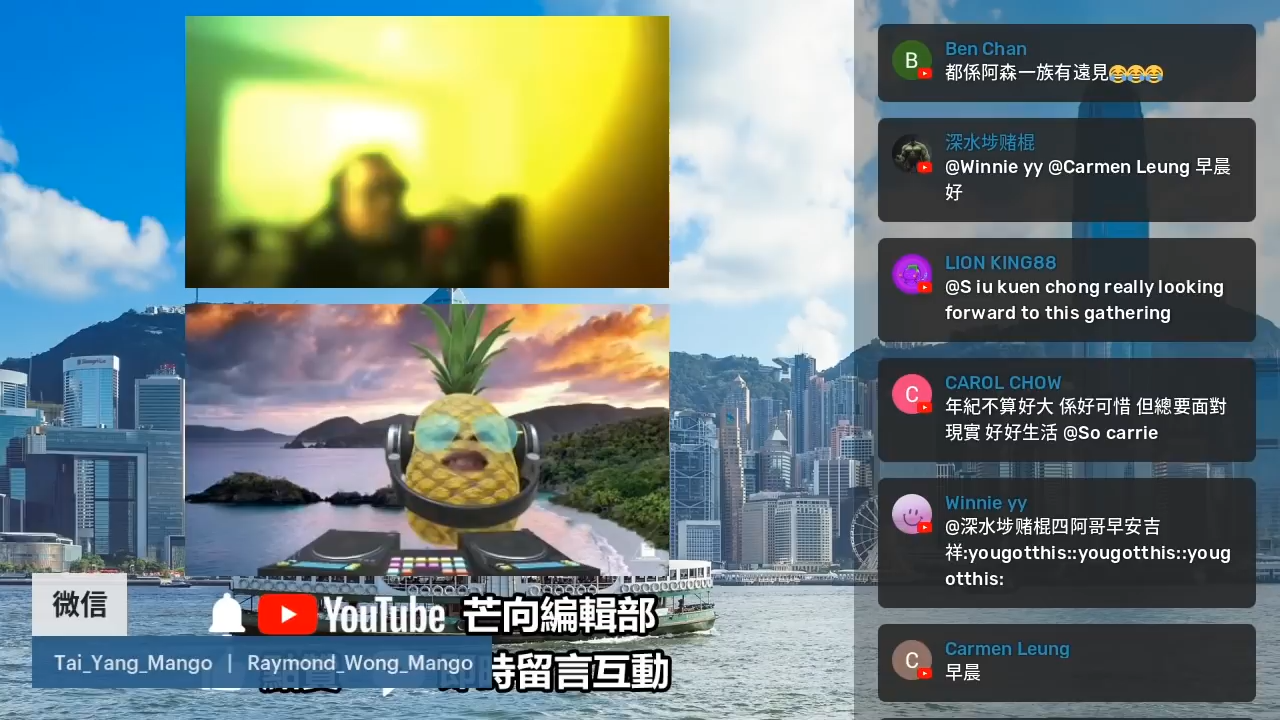 Ben Chan
都係阿森一族有遠見😂😂😂
深水埗赌棍
@Winnie yy @Carmen Leung 早晨
好
LION KING88
@S iu kuen chong really looking
forward to this gathering
CAROL CHOW
年紀不算好大 係好可惜 但總要面對
現實 好好生活 @So carrie
Winnie yy
@深水埗赌棍四阿哥早安吉
祥:yougotthis::yougotthis::youg
otthis:
Carmen Leung
早晨
微信
Tai_Yang_Mango | Raymond_Wong_Mango
YouTube 芒向編輯部
即時留言互動